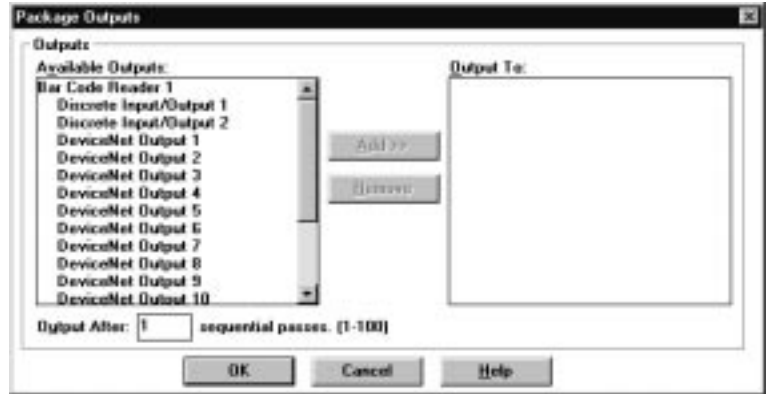 Package Outputs
Outputs
Available Outputs:
Bar Code Reader 1
Discrete Input/Output 1
Discrete Input/Output 2
DeviceNet Output 1
DeviceNet Output 2
DeviceNet Output 3
DeviceNet Output 4
DeviceNet Output 5
DeviceNet Output 6
DeviceNet Output 7
DeviceNet Output 8
DeviceNet Output 9
DeviceNet Output 10
Add >>
Remove
Output To:
Output After: 1 sequential passes. (1-100)
OK Cancel Help